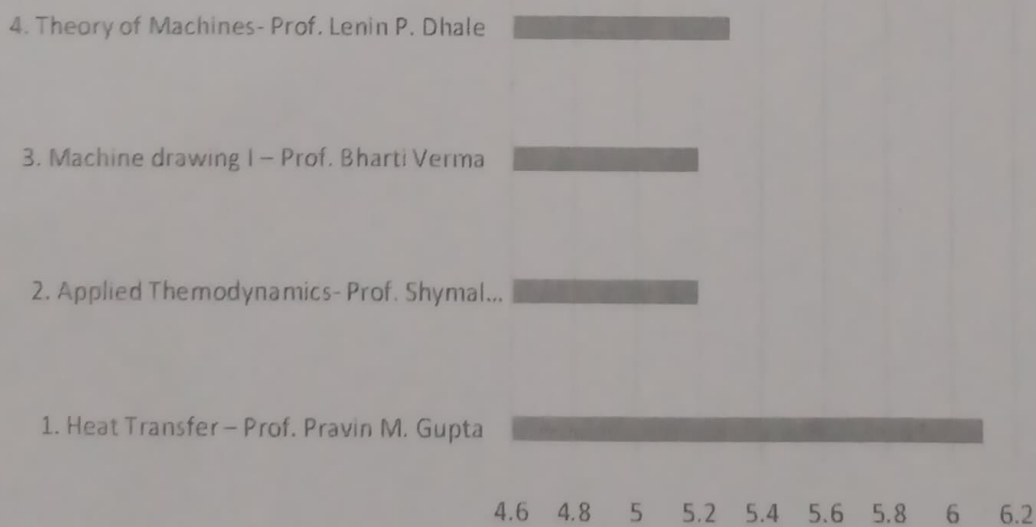 4. Theory of Machines- Prof. Lenin P. Dhale
3. Machine drawing I – Prof. Bharti Verma
2. Applied Themodynamics- Prof. Shymal...
1. Heat Transfer – Prof. Pravin M. Gupta
4.6 4.8 5 5.2 5.4 5.6 5.8 6 6.2